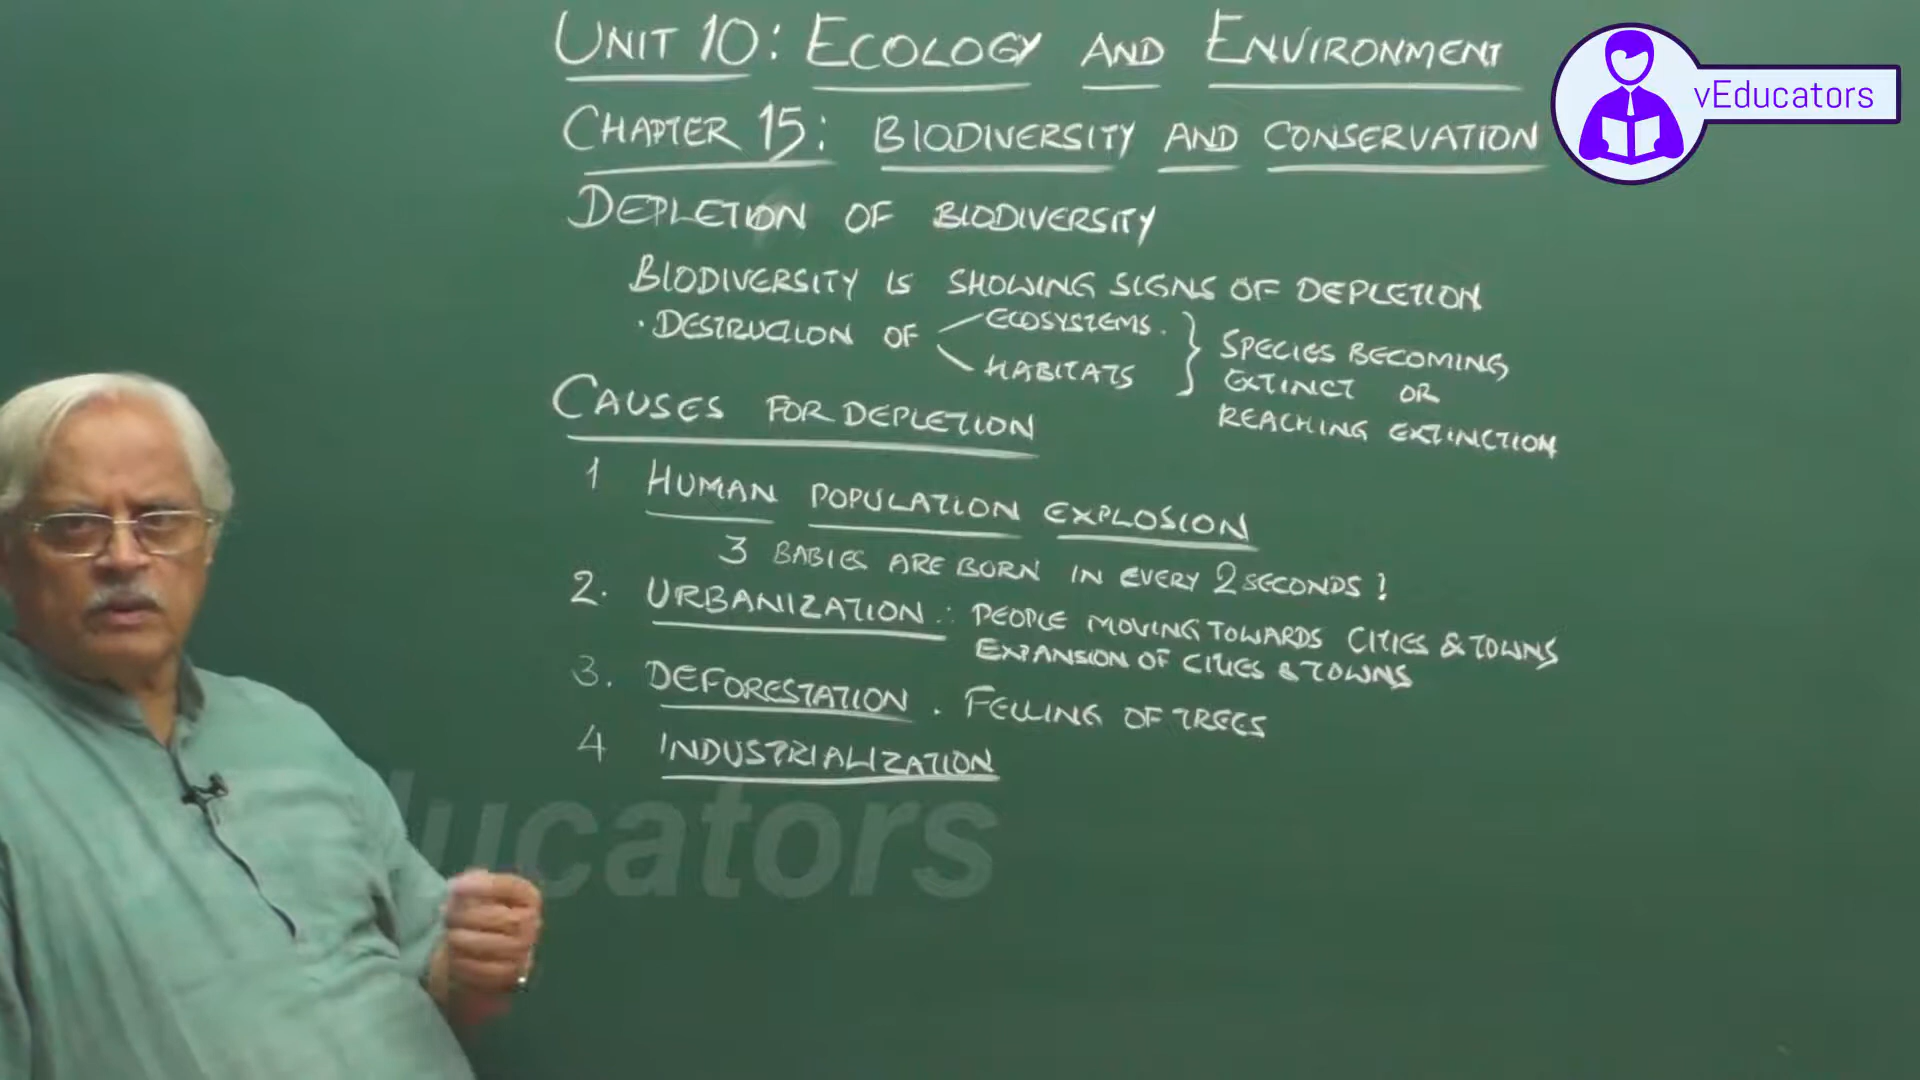 UNIT 10: ECOLOGY AND ENVIRONMENT
vEducators
CHAPTER 15: BIODIVERSITY AND CONSERVATION
DEPLETION OF BIODIVERSITY
BIODIVERSITY IS SHOWING SIGNS OF DEPLETION
· DESTRUCTION OF ECOSYSTEMS.
HABITATS
SPECIES BECOMING
EXTINCT OR
REACHING EXTINCTION
CAUSES FOR DEPLETION
1 HUMAN POPULATION EXPLOSION
3 BABIES ARE BORN IN EVERY 2 SECONDS!
2. URBANIZATION : PEOPLE MOVING TOWARDS CITIES & TOWNS
EXPANSION OF CITIES & TOWNS
3. DEFORESTATION . FELLING OF TREES
4 INDUSTRIALIZATION
ducators